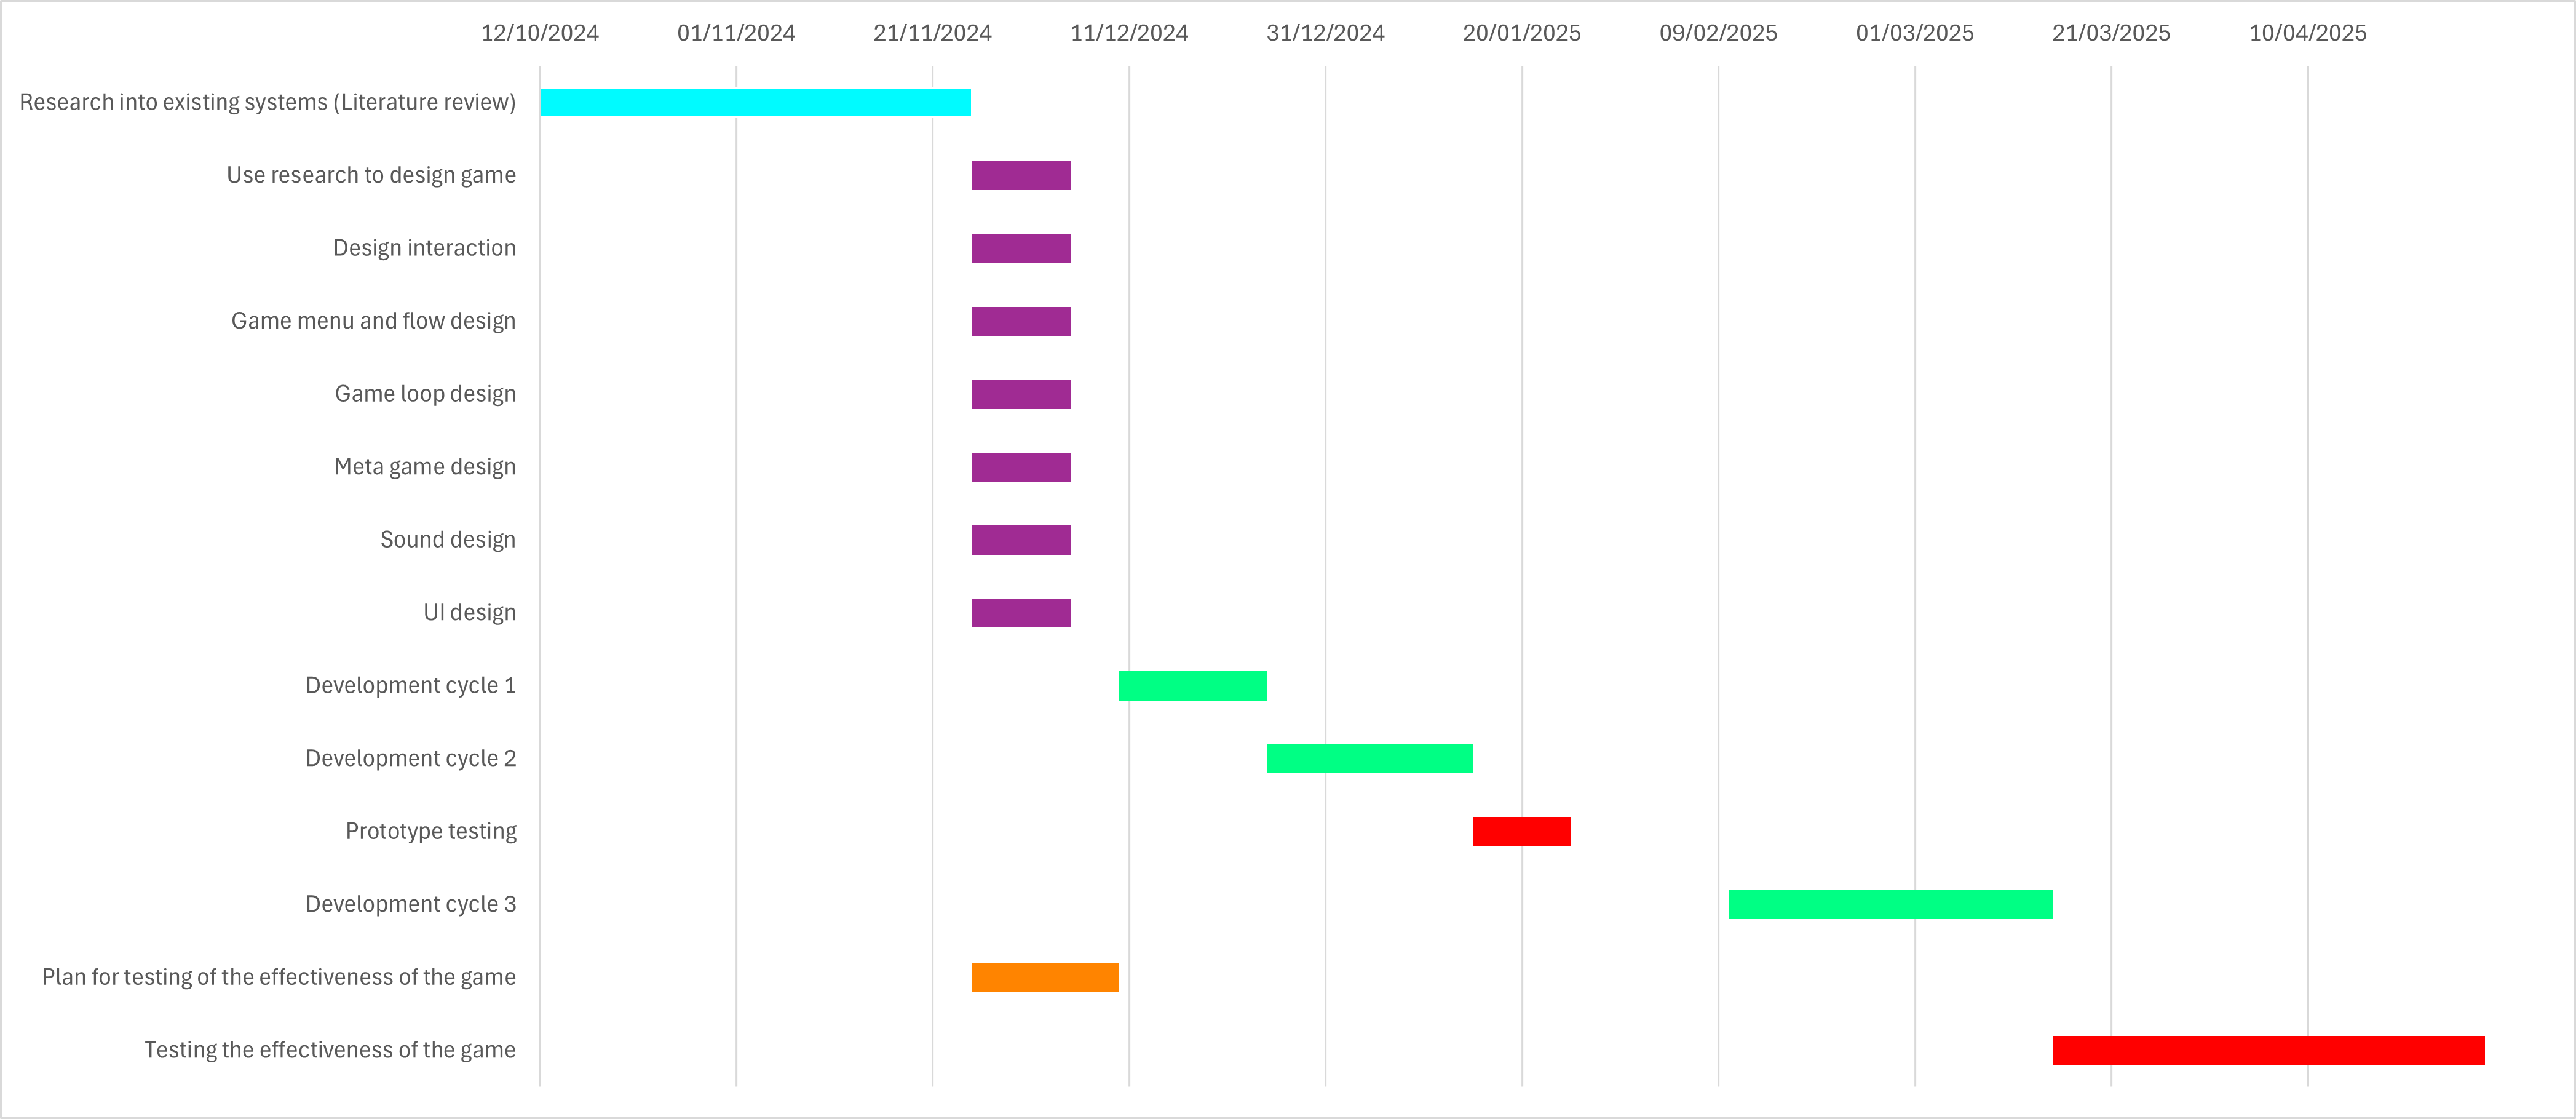 12/10/2024 01/11/2024 21/11/2024 11/12/2024 31/12/2024 20/01/2025 09/02/2025 01/03/2025 21/03/2025 10/04/2025
Research into existing systems (Literature review)
Use research to design game
Design interaction
Game menu and flow design
Game loop design
Meta game design
Sound design
UI design
Development cycle 1
Development cycle 2
Prototype testing
Development cycle 3
Plan for testing of the effectiveness of the game
Testing the effectiveness of the game